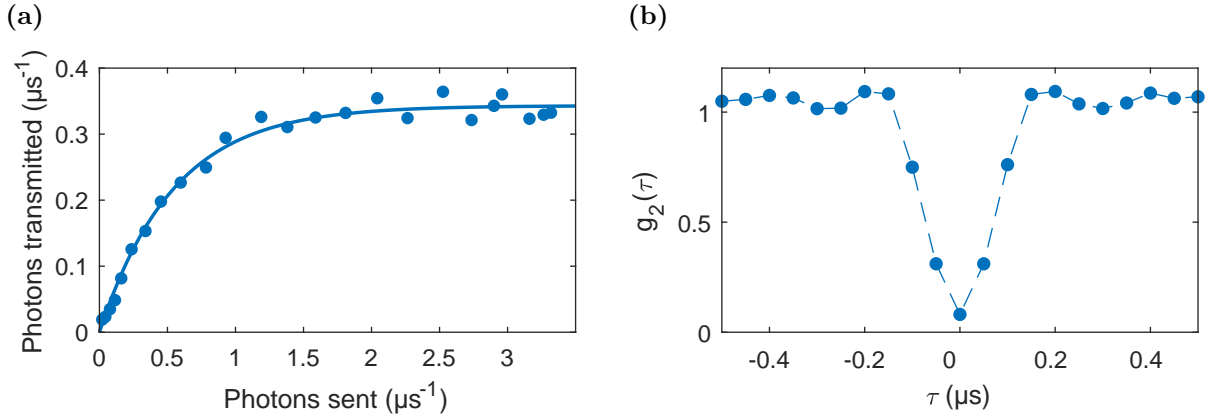 (a)
Photons transmitted (µs⁻¹)
0.4
0.3
0.2
0.1
0
0 0.5 1 1.5 2 2.5 3
Photons sent (µs⁻¹)
(b)
g₂(τ)
1
0.5
0
-0.4 -0.2 0 0.2 0.4
τ (µs)